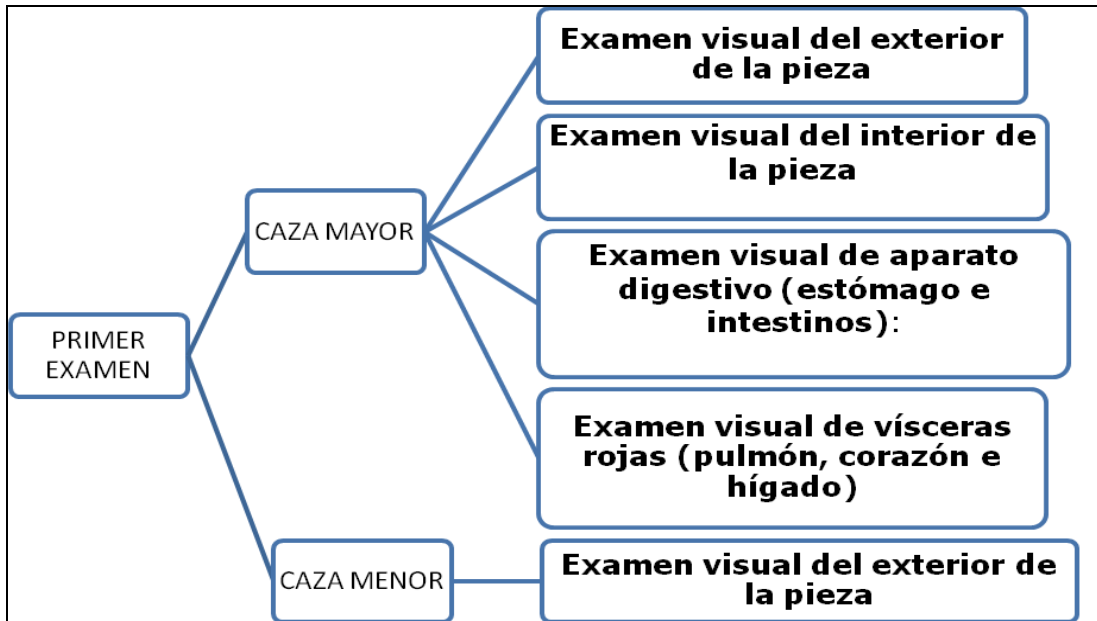 Examen visual del exterior
de la pieza
Examen visual del interior de
la pieza
CAZA MAYOR
Examen visual de aparato
digestivo (estómago e
intestinos):
PRIMER
EXAMEN
Examen visual de vísceras
rojas (pulmón, corazón e
hígado)
CAZA MENOR
Examen visual del exterior de
la pieza